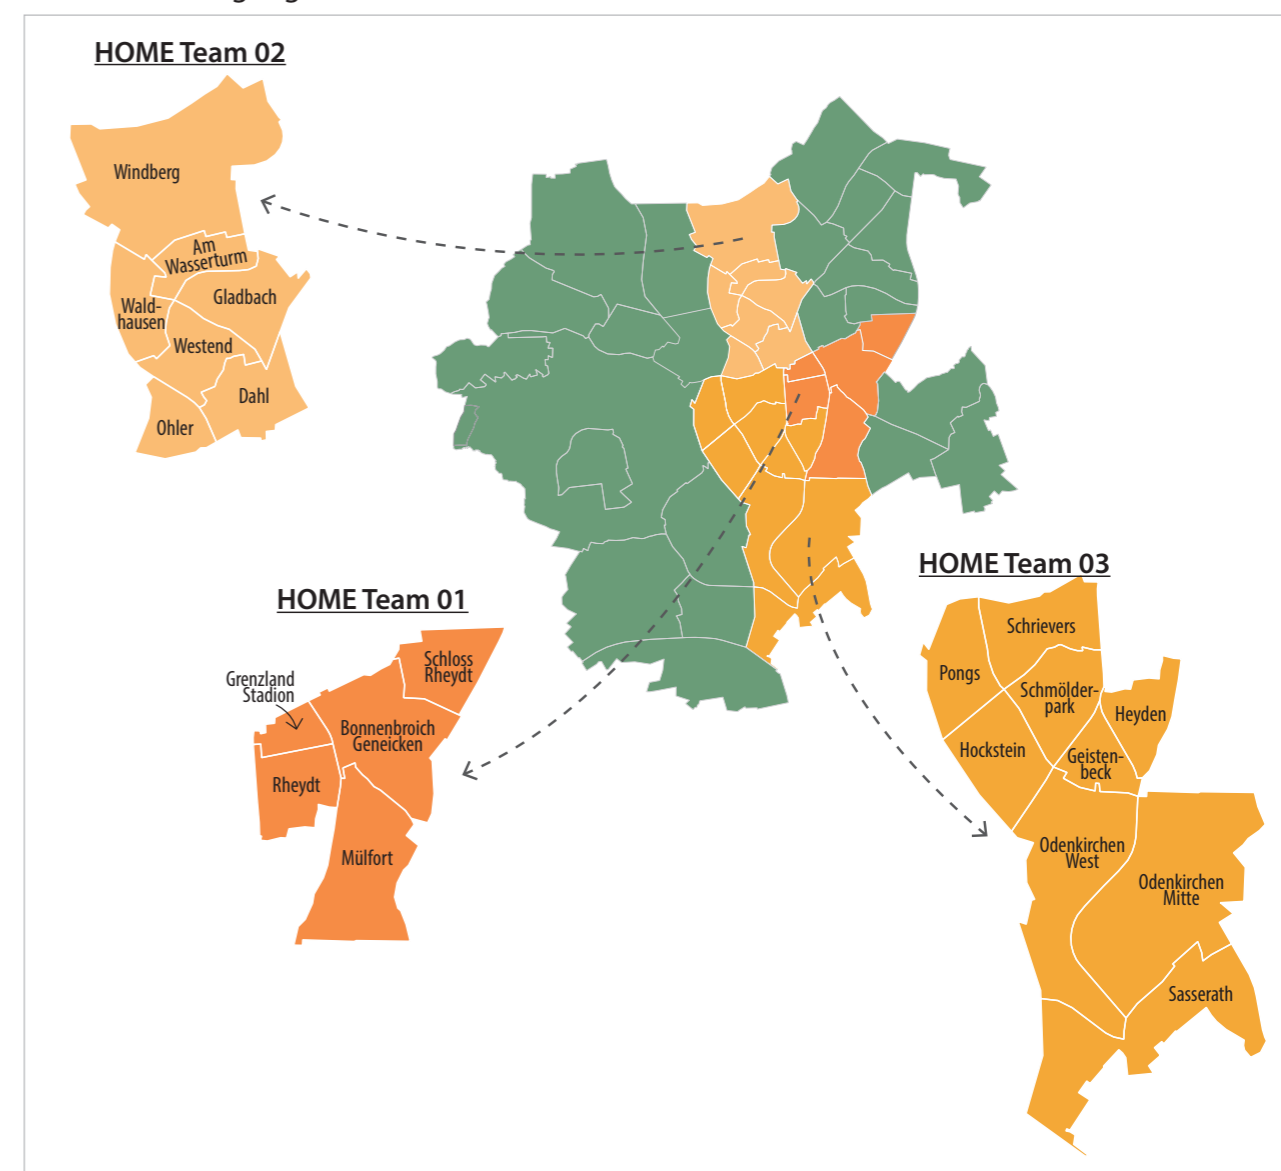 HOME Team 02
Windberg
Am
Wasserturm
Wald-
hausen
Gladbach
Westend
Dahl
Ohler
HOME Team 01
Schloss
Rheydt
Grenzland
Stadion
Bonnenbroich
Geneicken
Rheydt
Mülfort
HOME Team 03
Schrievers
Pongs
Schmölder-
park
Heyden
Hockstein
Geisten-
beck
Odenkirchen
West
Odenkirchen
Mitte
Sasserath